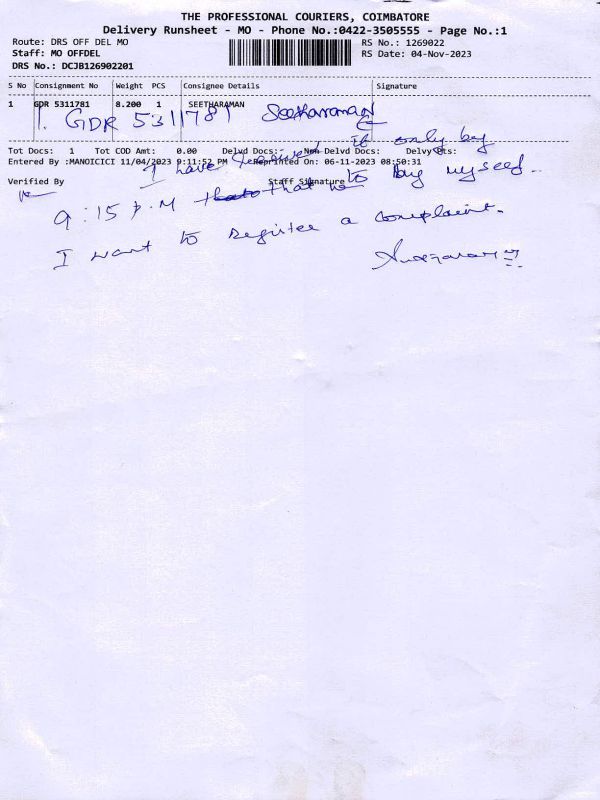 THE PROFESSIONAL COURIERS, COIMBATORE
Delivery Runsheet - MO - Phone No.:0422-3505555 - Page No.:1
Route: DRS OFF DEL MO
RS No.: 1269022
Staff: MO OFFDEL
RS Date: 04-Nov-2023
DRS No.: DCJB126902201
S No Consignment No Weight PCS Consignee Details Signature
1 GDR 5311781 8.200 1 SEETHARAMAN
1. GDR 5311781 Seetharaman
Tot Docs: 1 Tot COD Amt: 0.00 Delvd Docs: Non Delvd Docs: Delvy Sts:
I have received it only by
Entered By :MANOICICI 11/04/2023 9:11:52 PM Reprinted On: 06-11-2023 08:50:31
Verified By Staff Signature
9:15 P.M that to by myself.
I want to register a complaint.